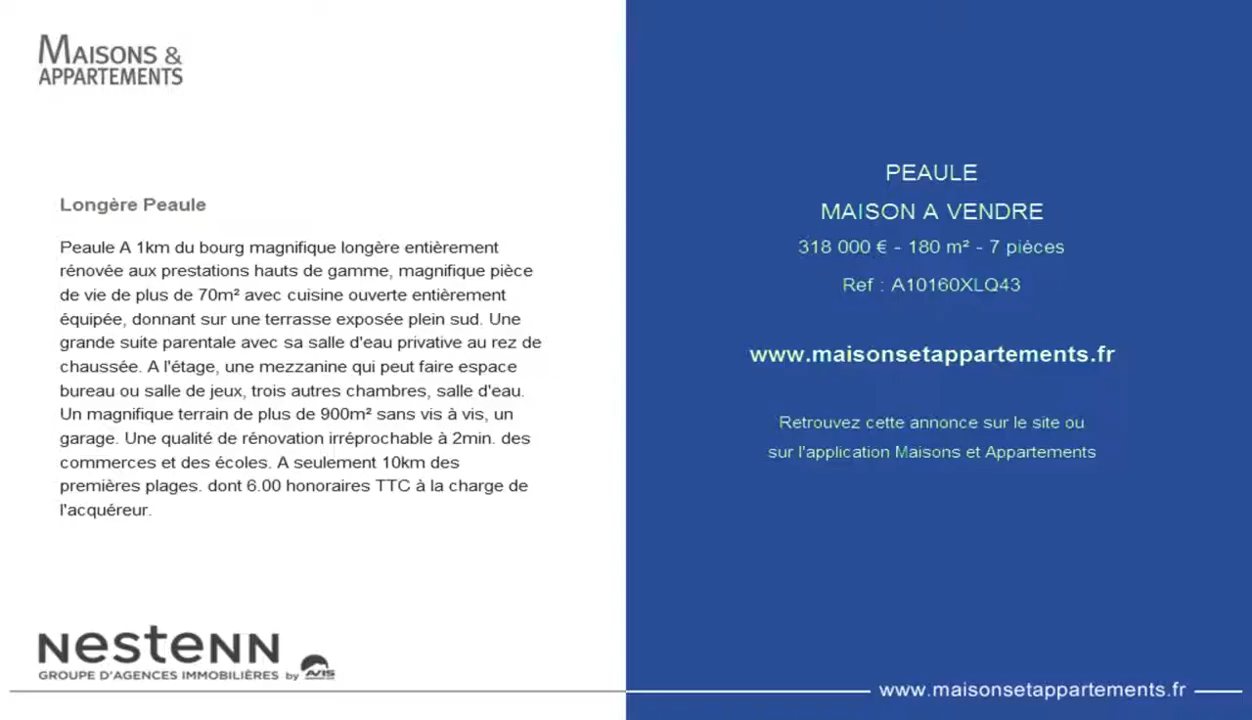 MAISONS &
APPARTEMENTS
Longère Peaule
Peaule A 1km du bourg magnifique longère entièrement
rénovée aux prestations hauts de gamme, magnifique pièce
de vie de plus de 70m² avec cuisine ouverte entièrement
équipée, donnant sur une terrasse exposée plein sud. Une
grande suite parentale avec sa salle d'eau privative au rez de
chaussée. A l'étage, une mezzanine qui peut faire espace
bureau ou salle de jeux, trois autres chambres, salle d'eau.
Un magnifique terrain de plus de 900m² sans vis à vis, un
garage. Une qualité de rénovation irréprochable à 2min. des
commerces et des écoles. A seulement 10km des
premières plages. dont 6.00 honoraires TTC à la charge de
l'acquéreur.
Nestenn
GROUPE D'AGENCES IMMOBILIÈRES by AVIS
PEAULE
MAISON A VENDRE
318 000 € - 180 m² - 7 pièces
Ref : A10160XLQ43
www.maisonsetappartements.fr
Retrouvez cette annonce sur le site ou
sur l'application Maisons et Appartements
www.maisonsetappartements.fr